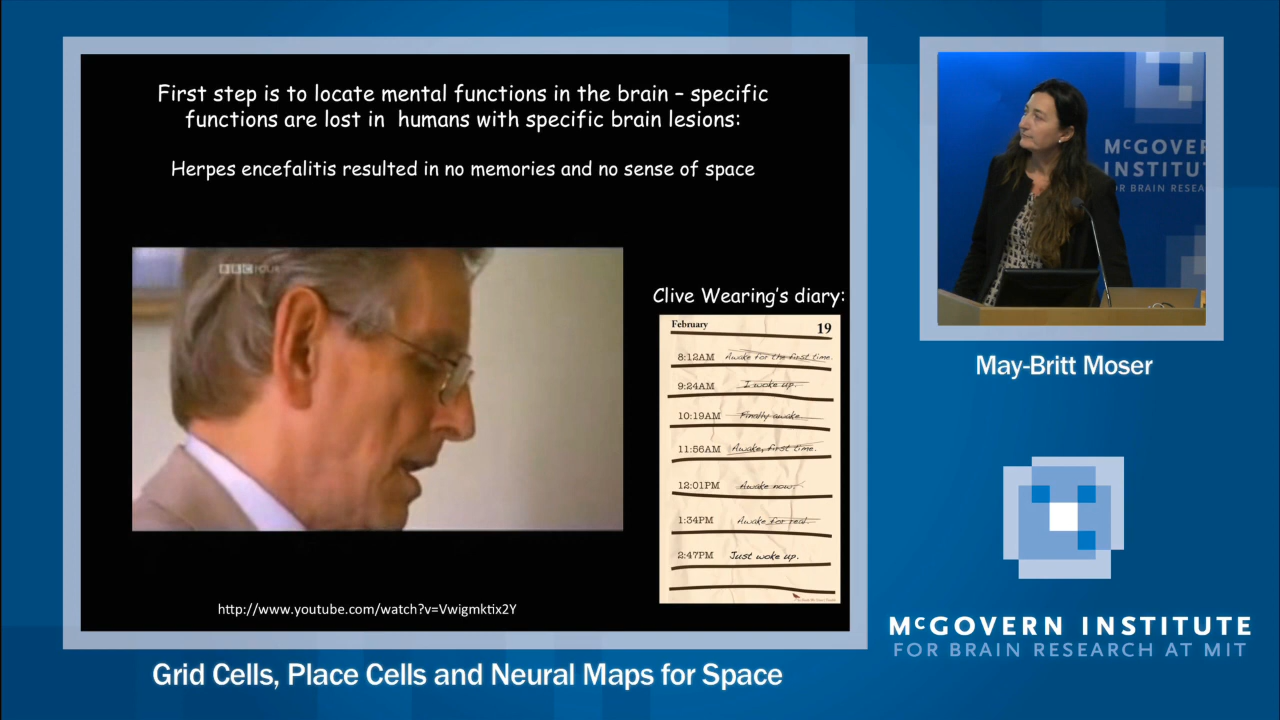 First step is to locate mental functions in the brain – specific
functions are lost in humans with specific brain lesions:
Herpes encefalitis resulted in no memories and no sense of space
BBC FOUR
Clive Wearing's diary:
February 19
8:12AM Awake for the first time.
9:24AM I woke up.
10:19AM Finally awake
11:56AM Awake, first time.
12:01PM Awake now.
1:34PM Awake for real.
2:47PM Just woke up.
http://www.youtube.com/watch?v=Vwigmktix2Y
Grid Cells, Place Cells and Neural Maps for Space
McGOVER
INSTITU
OR BRAIN RESEA
May-Britt Moser
McGOVERN INSTITUTE
FOR BRAIN RESEARCH AT MIT